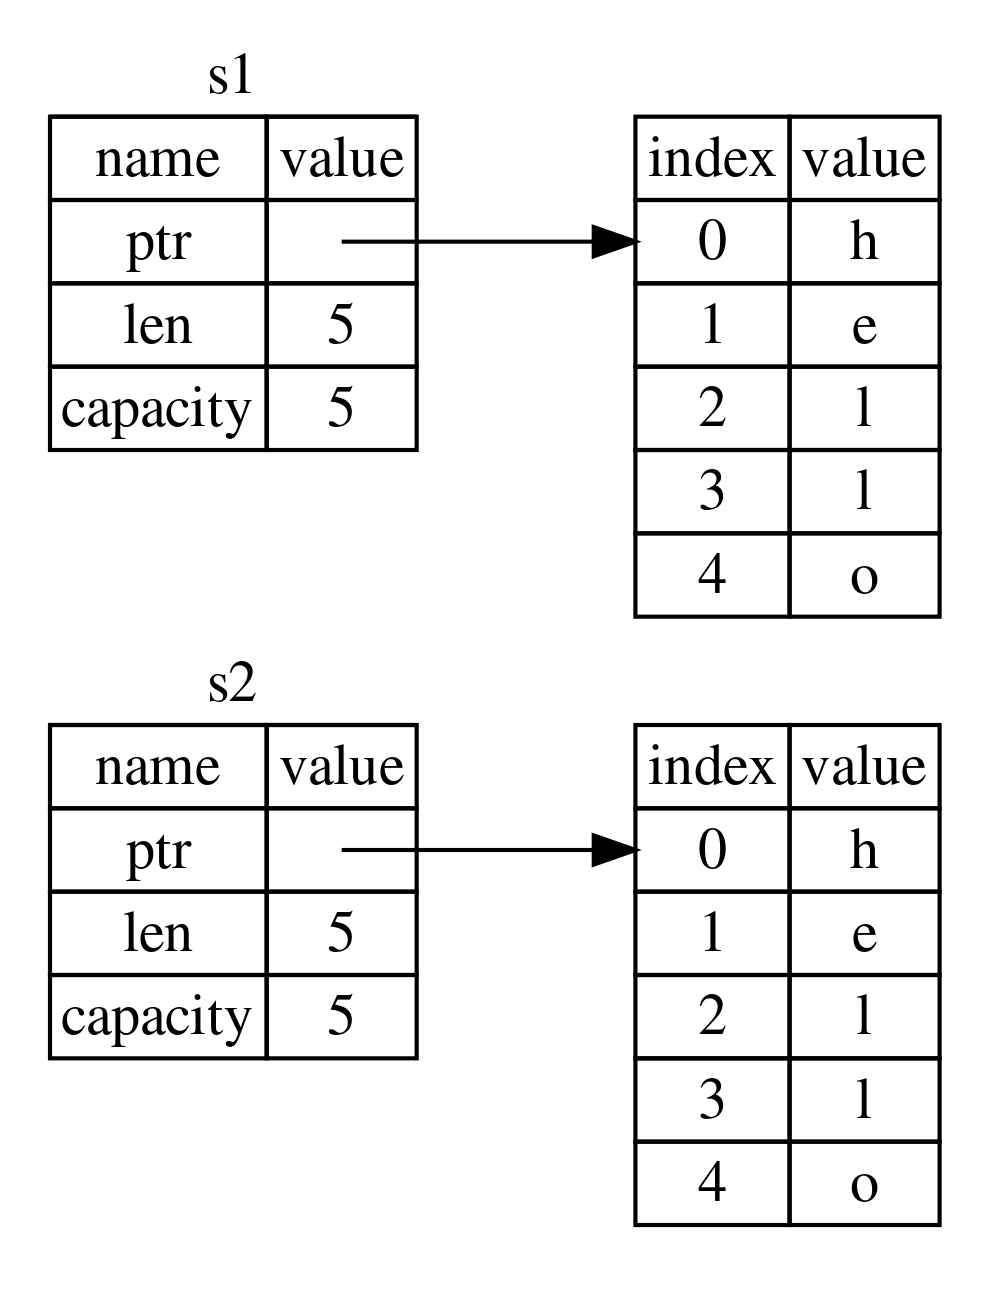 s1
name value
ptr
len 5
capacity 5
index value
0 h
1 e
2 l
3 l
4 o
s2
name value
ptr
len 5
capacity 5
index value
0 h
1 e
2 l
3 l
4 o